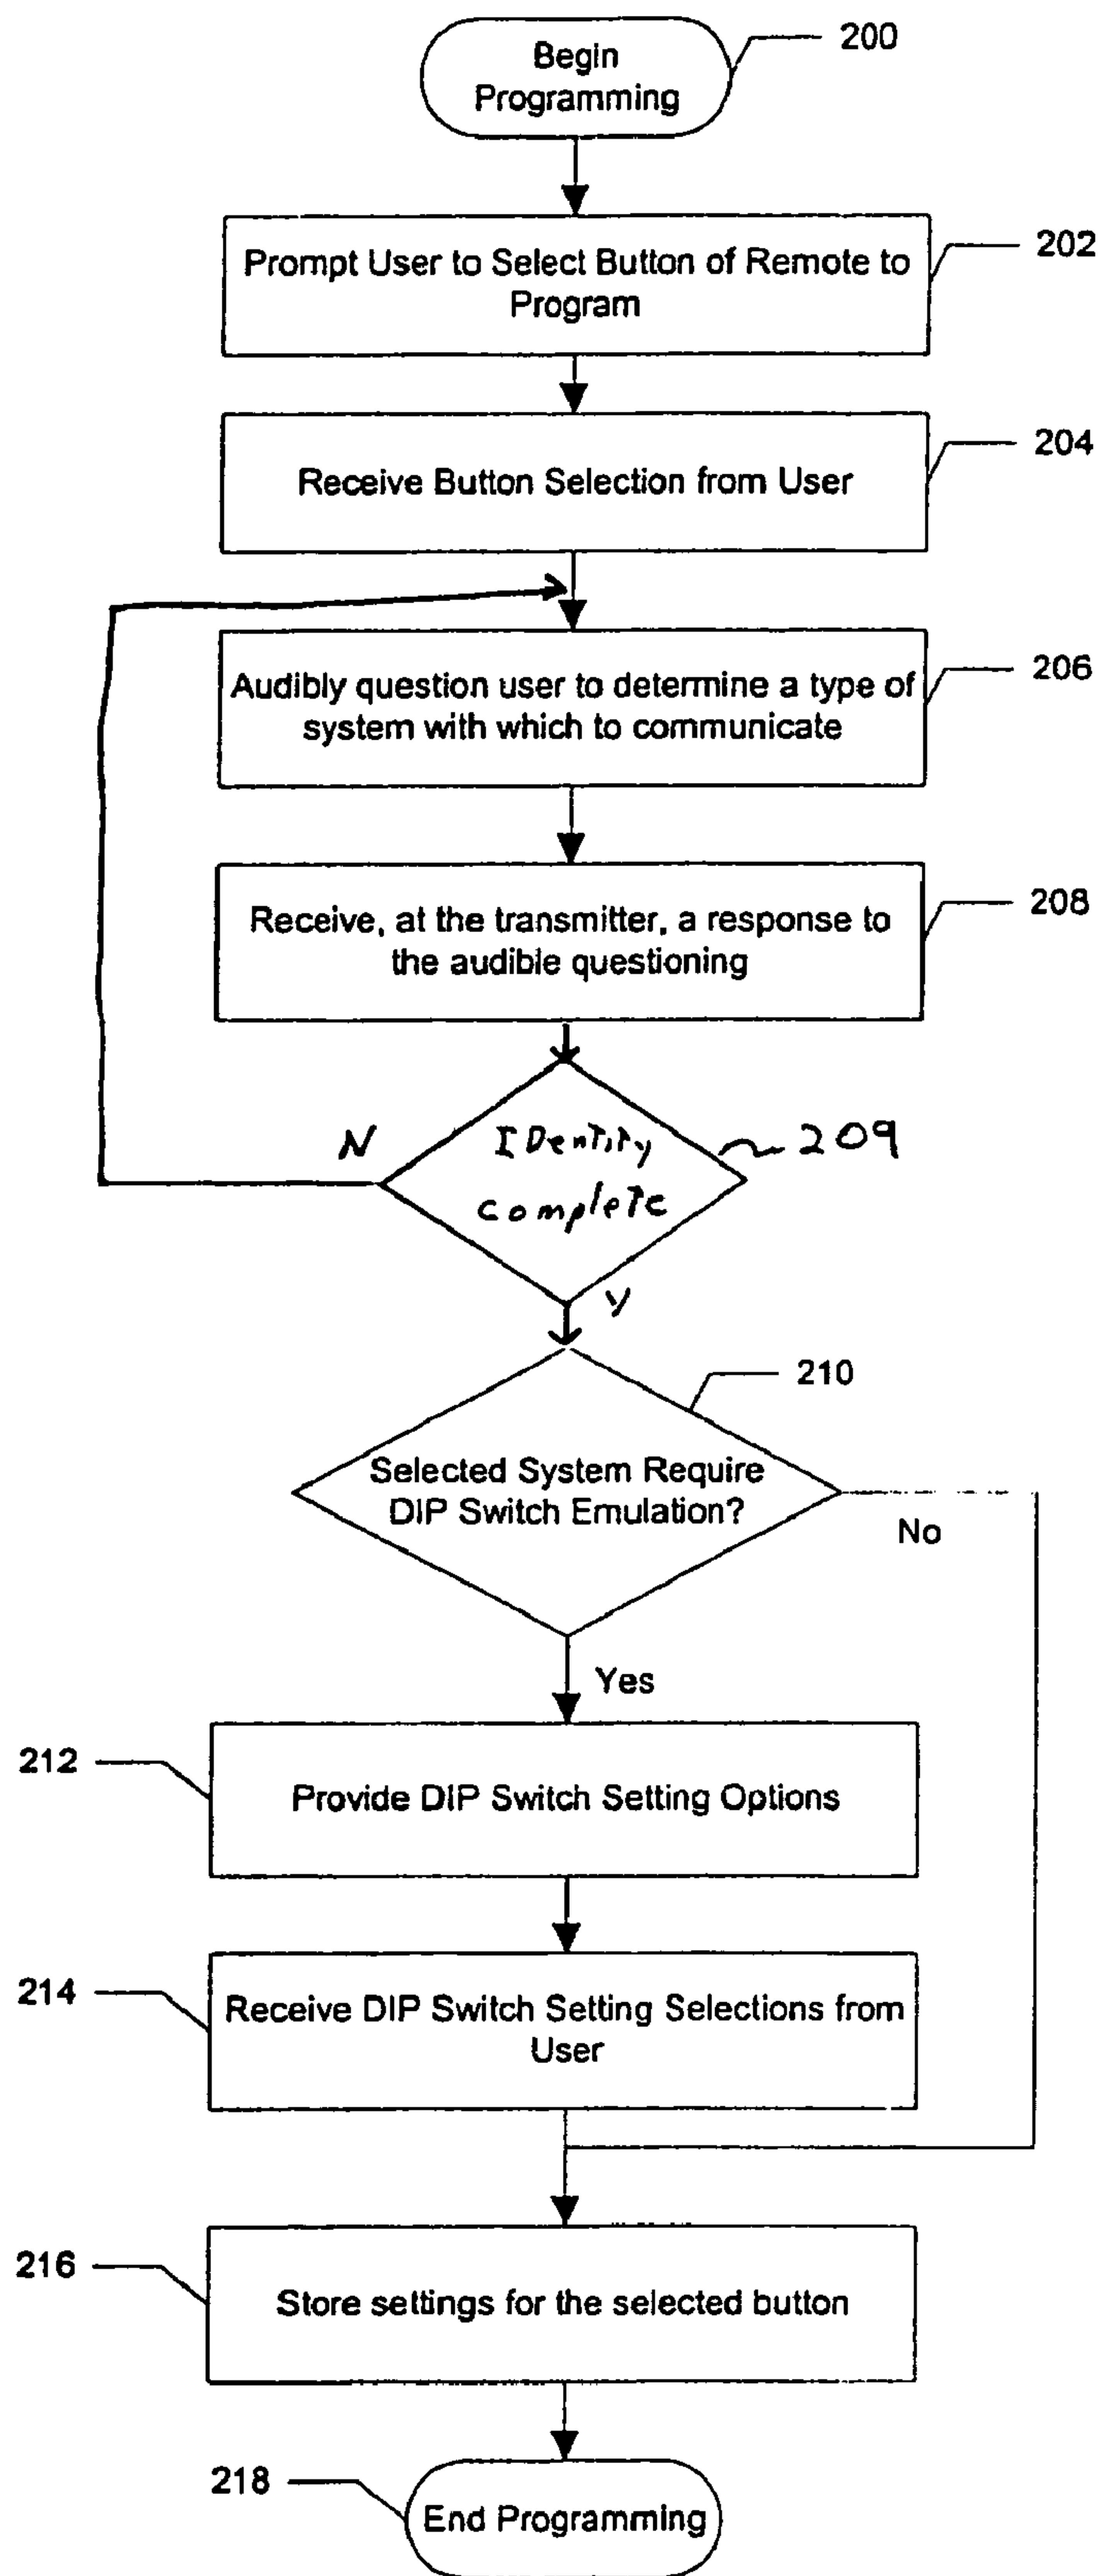 Begin
Programming
200
Prompt User to Select Button of Remote to
Program
202
Receive Button Selection from User
204
Audibly question user to determine a type of
system with which to communicate
206
Receive, at the transmitter, a response to
the audible questioning
208
N
IDentity
complete
209
Y
210
Selected System Require
DIP Switch Emulation?
No
Yes
212
Provide DIP Switch Setting Options
214
Receive DIP Switch Setting Selections from
User
216
Store settings for the selected button
218
End Programming